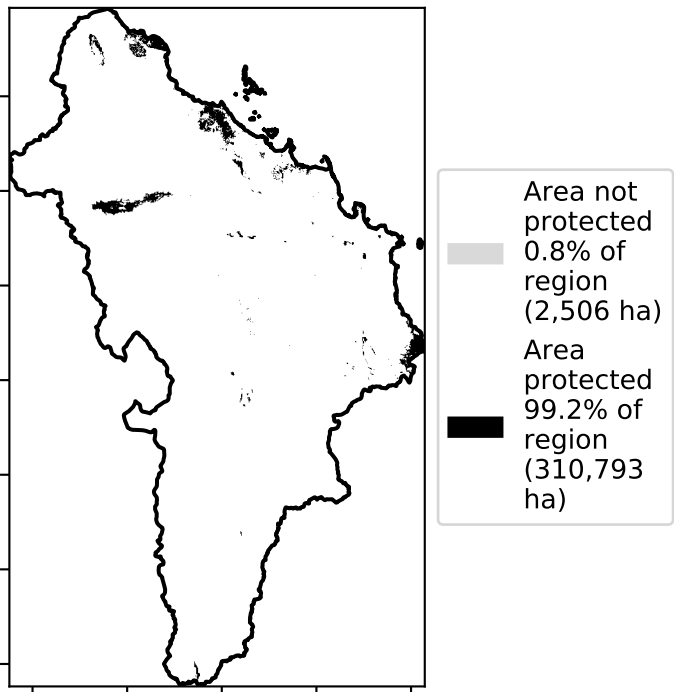 Area not
protected
0.8% of
region
(2,506 ha)
Area
protected
99.2% of
region
(310,793
ha)